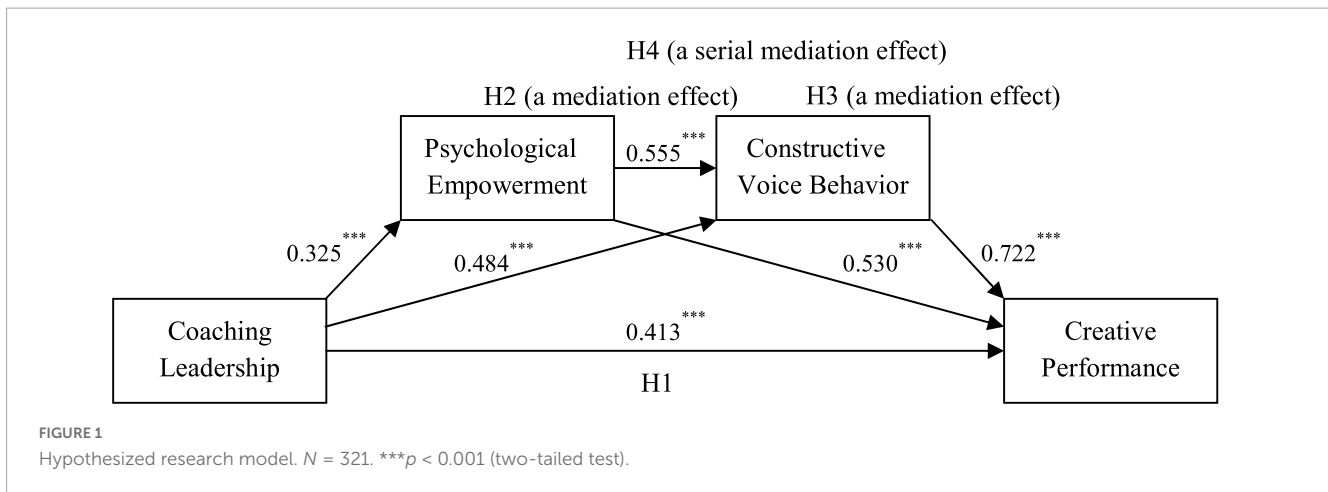 H4 (a serial mediation effect)
H2 (a mediation effect)
H3 (a mediation effect)
Psychological
Empowerment
0.555***
Constructive
Voice Behavior
0.325***
0.484***
0.530***
0.722***
Coaching
Leadership
0.413***
H1
Creative
Performance
FIGURE 1
Hypothesized research model. N = 321. ***p < 0.001 (two-tailed test).